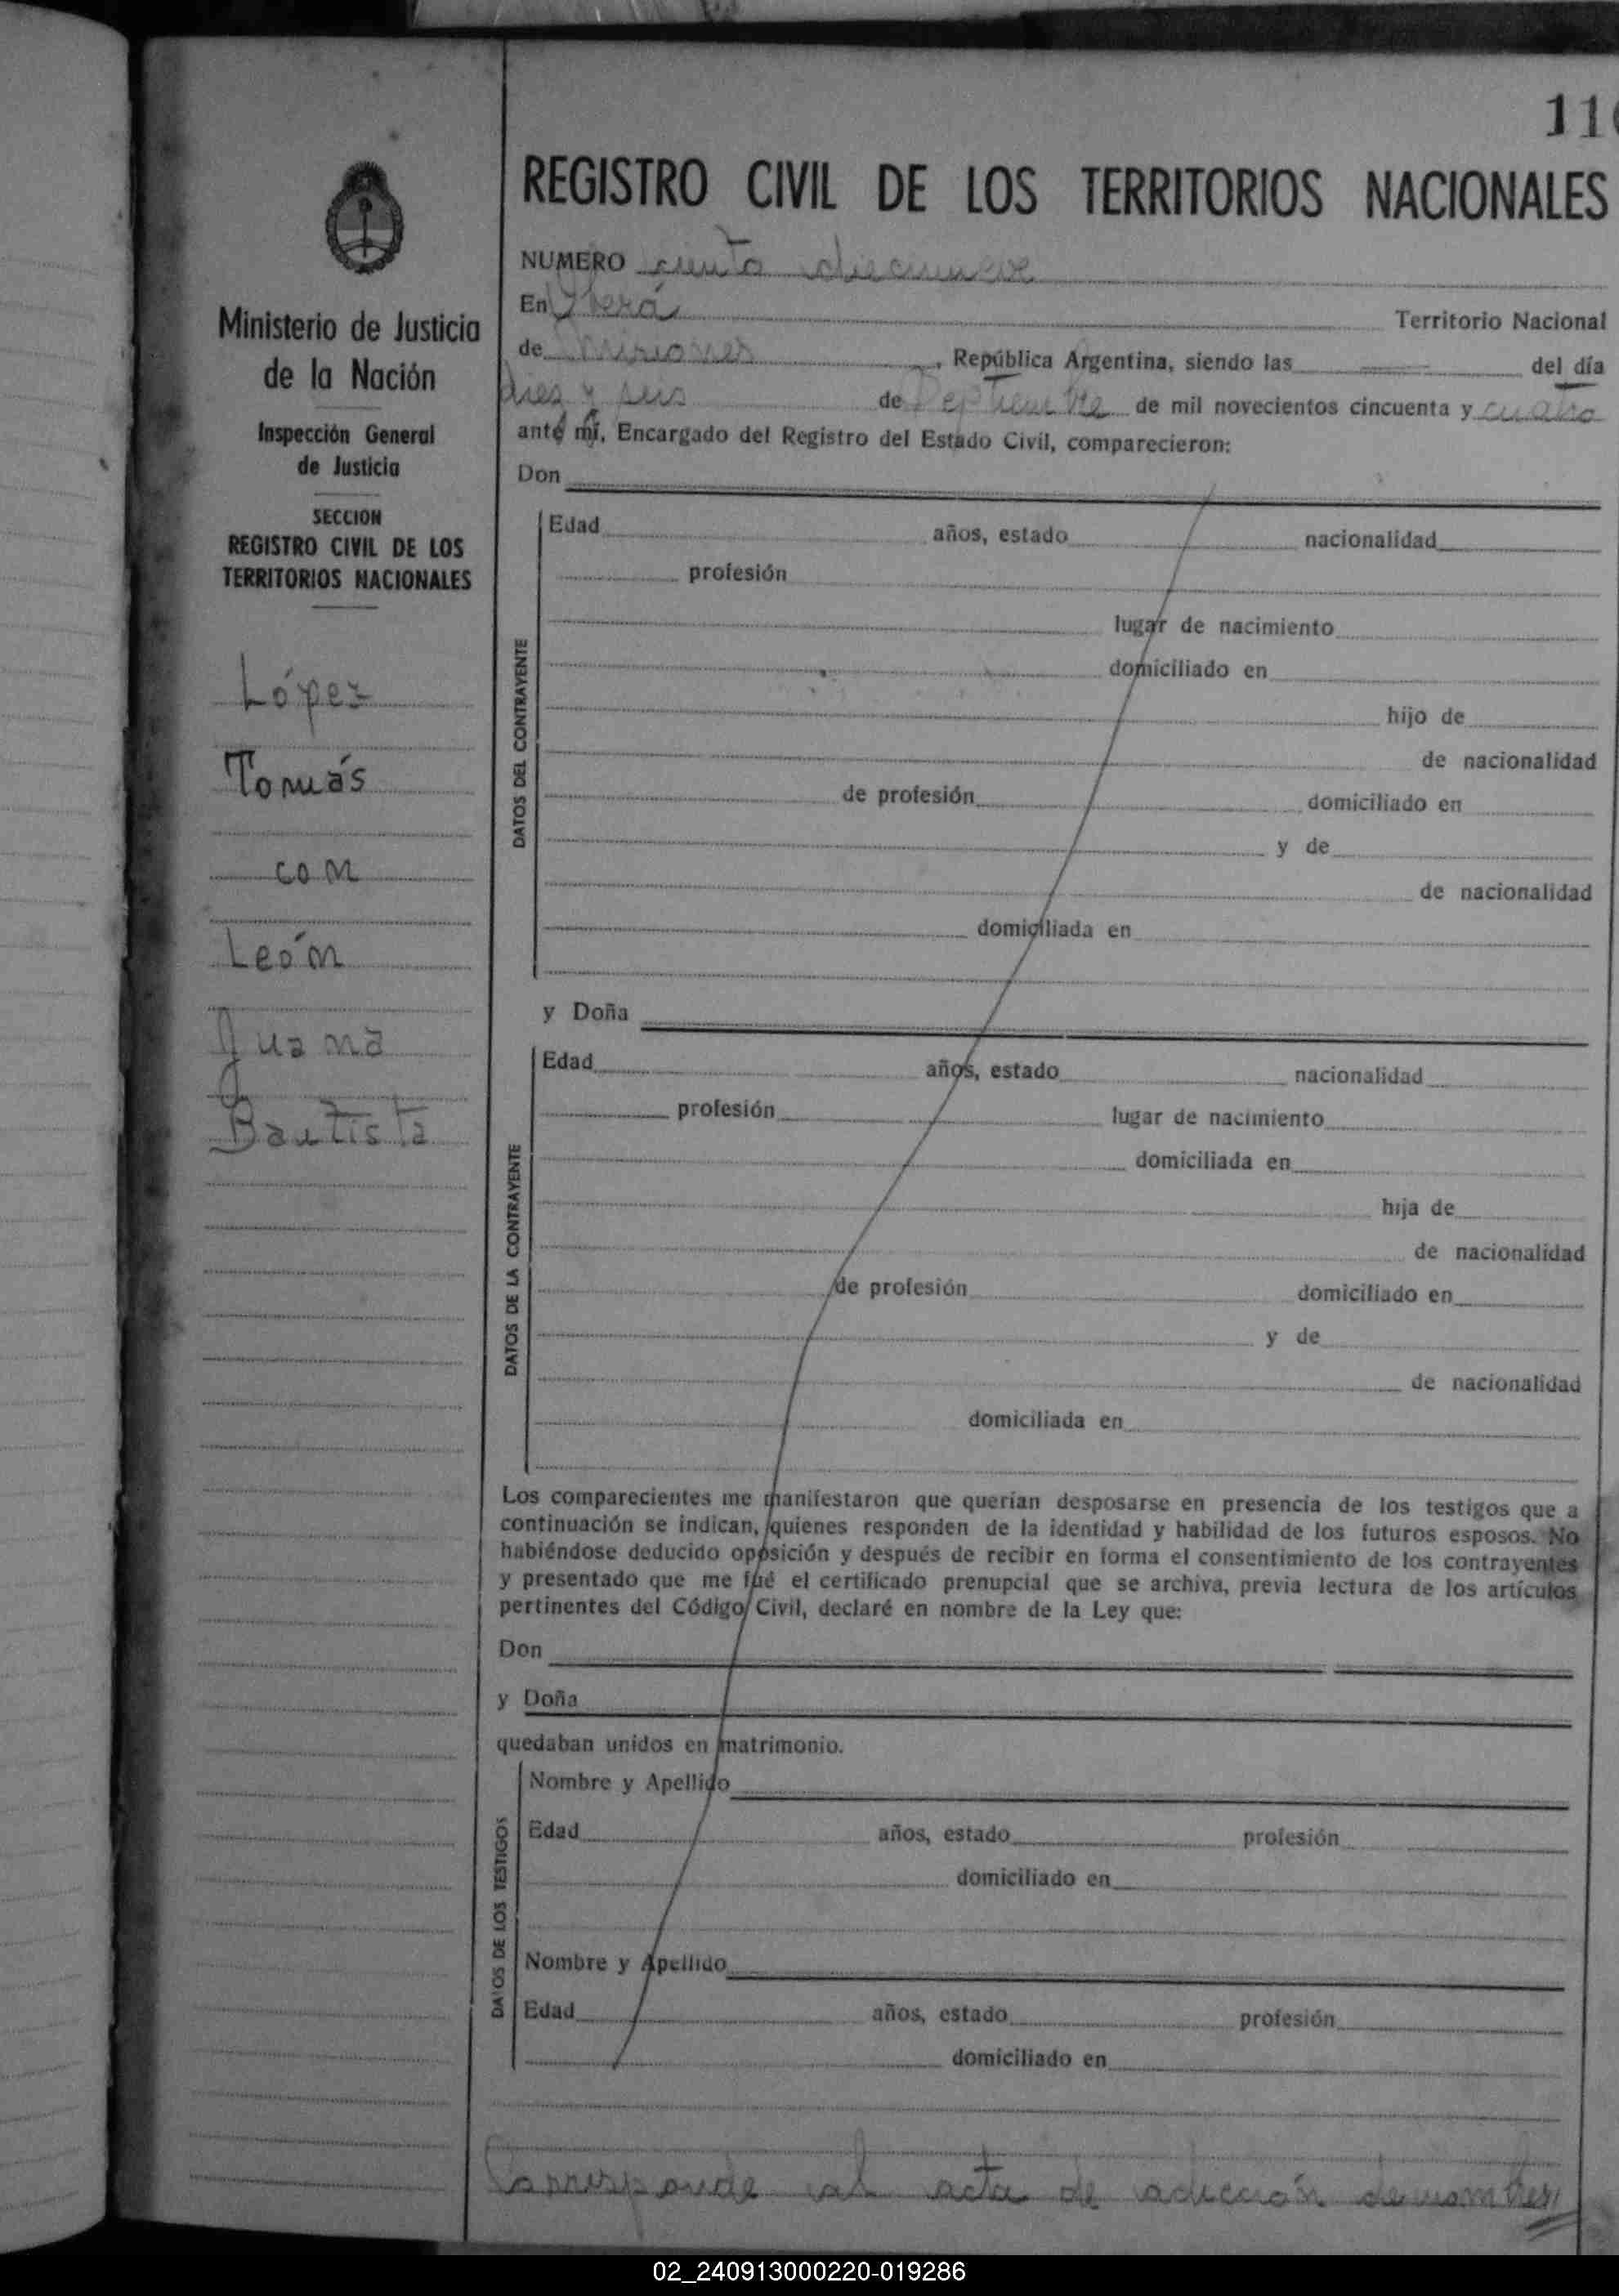 11
REGISTRO CIVIL DE LOS TERRITORIOS NACIONALES
NUMERO ciento diecinueve
En Yberá Territorio Nacional
de Misiones, República Argentina, siendo las del día
dies y seis de Septiembre de mil novecientos cincuenta y cuatro
ante mí, Encargado del Registro del Estado Civil, comparecieron:
Don
Ministerio de Justicia
de la Nación
Inspección General
de Justicia
SECCION
REGISTRO CIVIL DE LOS
TERRITORIOS NACIONALES
López
Tomás
con
León
Juana
Bautista
DATOS DEL CONTRAYENTE
Edad años, estado nacionalidad
profesión
lugar de nacimiento
domiciliado en
hijo de
de nacionalidad
de profesión domiciliado en
y de
de nacionalidad
domiciliada en
y Doña
DATOS DE LA CONTRAYENTE
Edad años, estado nacionalidad
profesión lugar de nacimiento
domiciliada en
hija de
de nacionalidad
de profesión domiciliado en
y de
de nacionalidad
domiciliada en
Los comparecientes me manifestaron que querían desposarse en presencia de los testigos que a
continuación se indican, quienes responden de la identidad y habilidad de los futuros esposos. No
habiéndose deducido oposición y después de recibir en forma el consentimiento de los contrayentes
y presentado que me fué el certificado prenupcial que se archiva, previa lectura de los artículos
pertinentes del Código Civil, declaré en nombre de la Ley que:
Don
y Doña
quedaban unidos en matrimonio.
DATOS DE LOS TESTIGOS
Nombre y Apellido
Edad años, estado profesión
domiciliado en
Nombre y Apellido
Edad años, estado profesión
domiciliado en
Corresponde al acta de adición de nombres
02_240913000220-019286